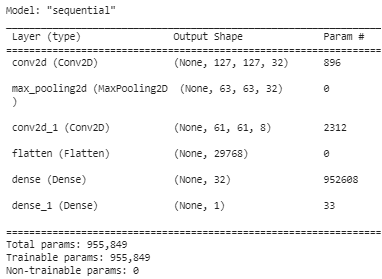 Model: "sequential"
Layer (type) Output Shape Param #
conv2d (Conv2D) (None, 127, 127, 32) 896
max_pooling2d (MaxPooling2D (None, 63, 63, 32) 0
)
conv2d_1 (Conv2D) (None, 61, 61, 8) 2312
flatten (Flatten) (None, 29768) 0
dense (Dense) (None, 32) 952608
dense_1 (Dense) (None, 1) 33
Total params: 955,849
Trainable params: 955,849
Non-trainable params: 0